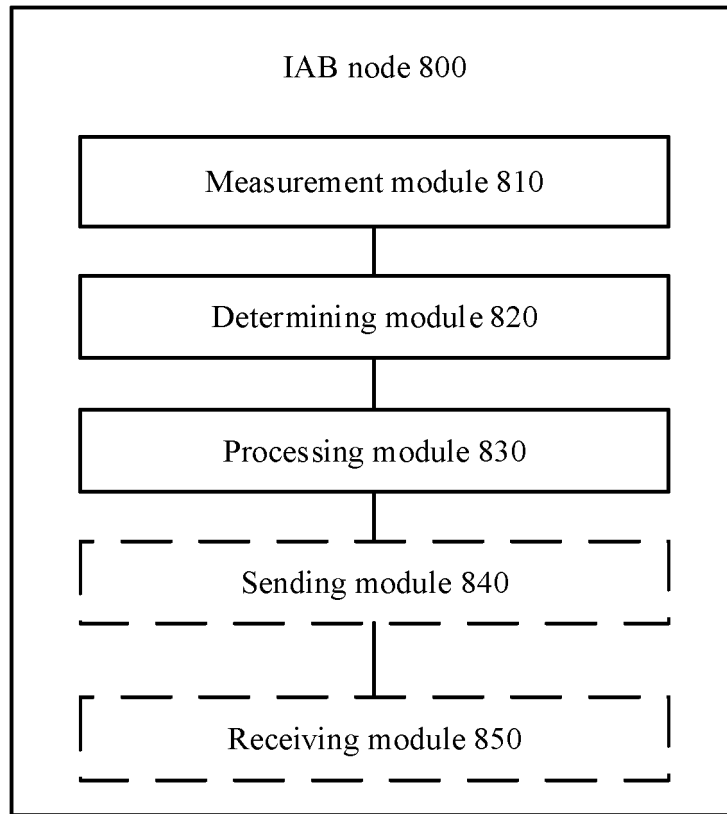 IAB node 800
Measurement module 810
Determining module 820
Processing module 830
Sending module 840
Receiving module 850